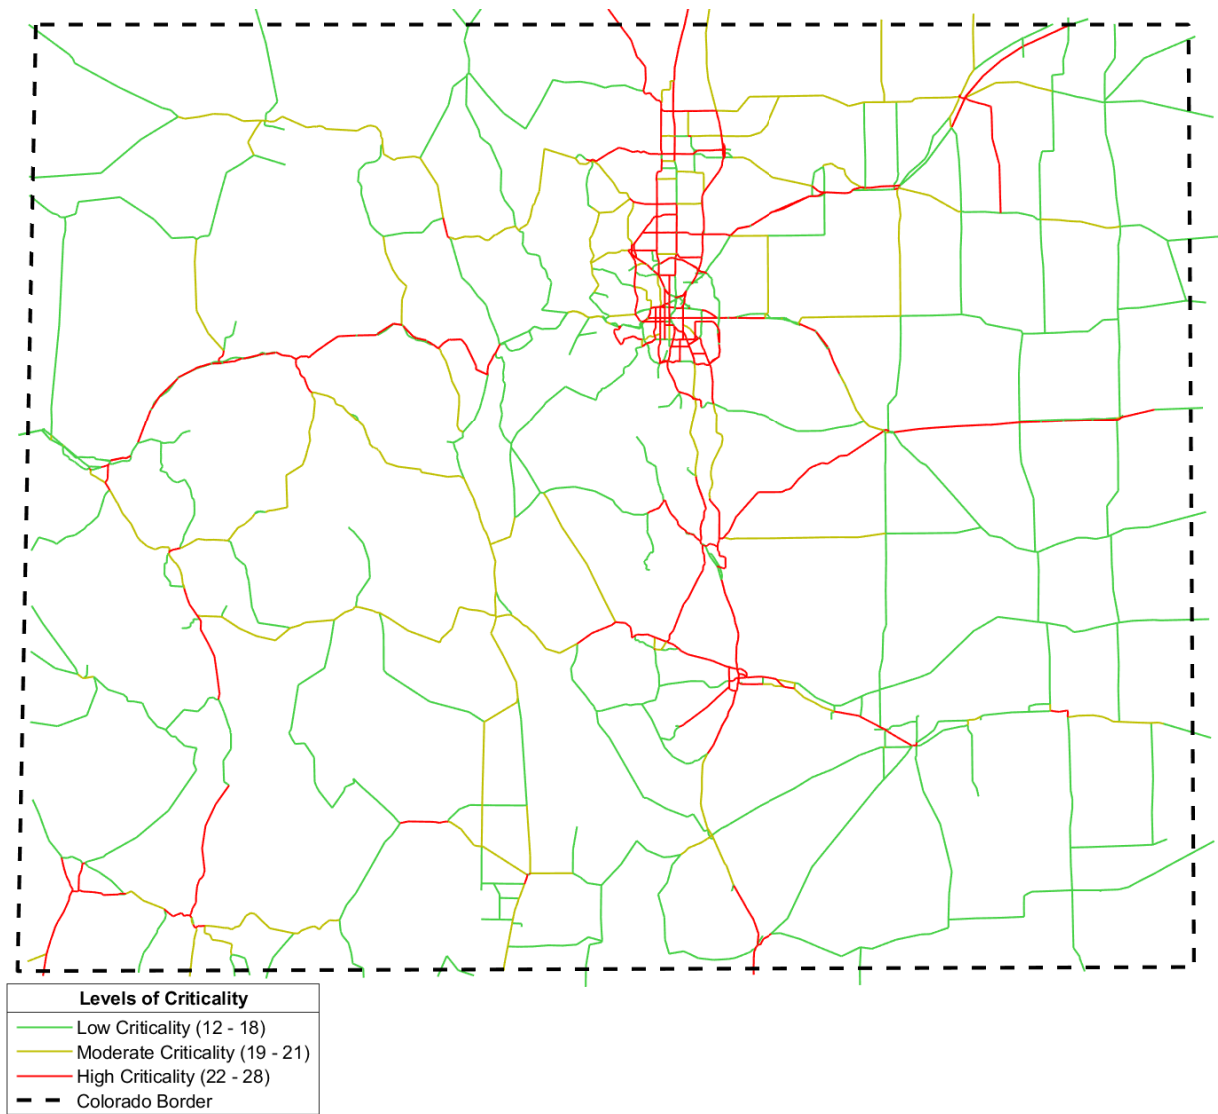 Levels of Criticality
Low Criticality (12 - 18)
Moderate Criticality (19 - 21)
High Criticality (22 - 28)
Colorado Border